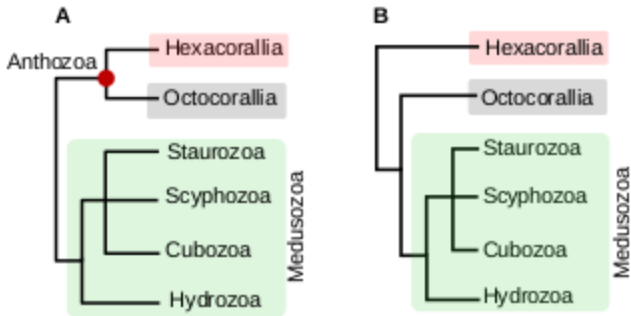 A
Anthozoa
Hexacorallia
Octocorallia
Staurozoa
Scyphozoa
Cubozoa
Hydrozoa
Medusozoa
B
Hexacorallia
Octocorallia
Staurozoa
Scyphozoa
Cubozoa
Hydrozoa
Medusozoa